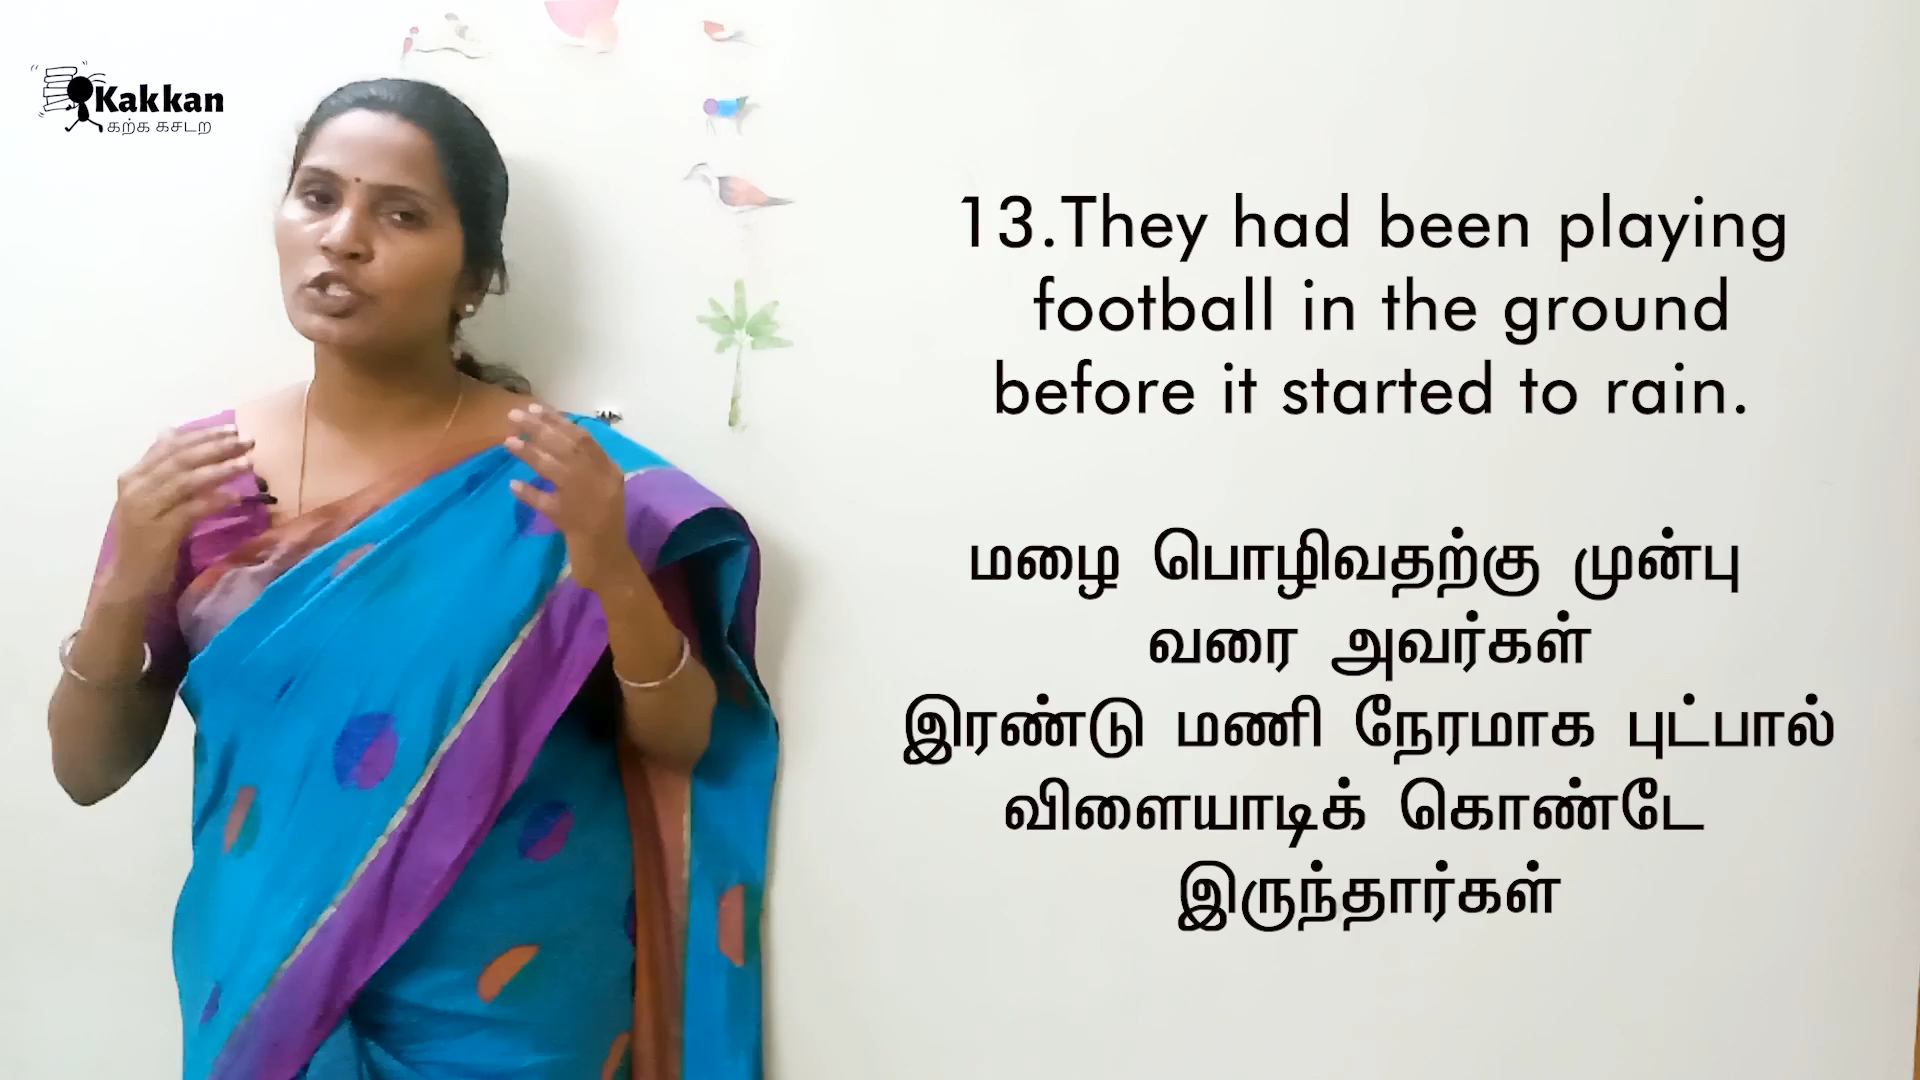 Kakkan
கற்க கசடற
13.They had been playing
football in the ground
before it started to rain.
மழை பொழிவதற்கு முன்பு
வரை அவர்கள்
இரண்டு மணி நேரமாக புட்பால்
விளையாடிக் கொண்டே
இருந்தார்கள்